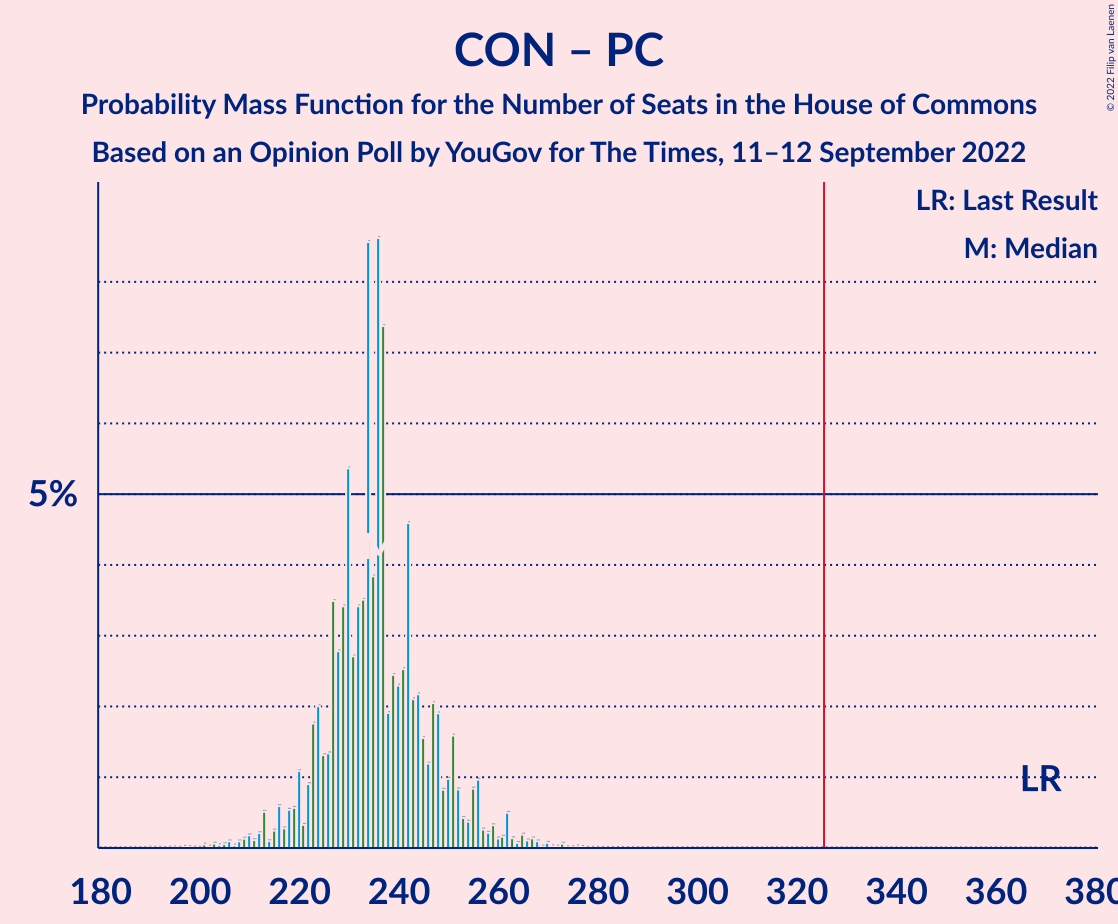 CON – PC
Probability Mass Function for the Number of Seats in the House of Commons
Based on an Opinion Poll by YouGov for The Times, 11–12 September 2022
© 2022 Filip van Laenen
LR: Last Result
M: Median
5%
LR
180 200 220 240 260 280 300 320 340 360 380